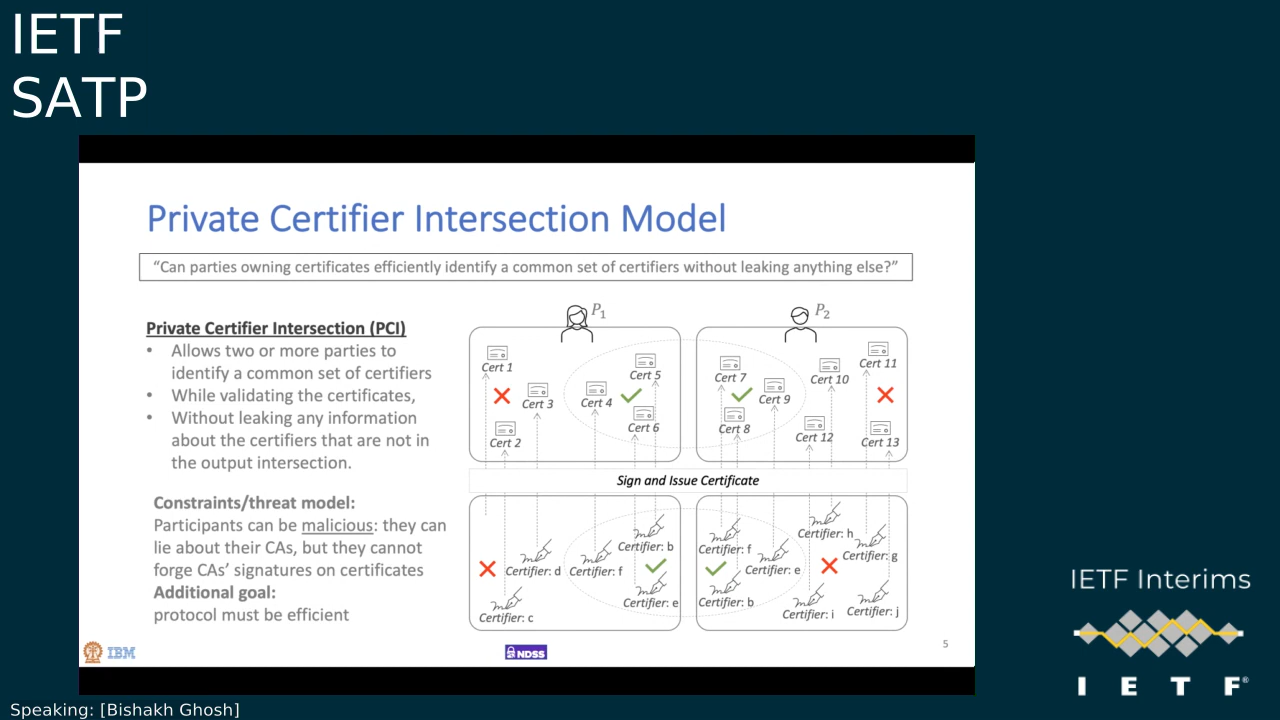 IETF
SATP
Private Certifier Intersection Model
“Can parties owning certificates efficiently identify a common set of certifiers without leaking anything else?”
Private Certifier Intersection (PCI)
• Allows two or more parties to
identify a common set of certifiers
• While validating the certificates,
• Without leaking any information
about the certifiers that are not in
the output intersection.
Constraints/threat model:
Participants can be malicious: they can
lie about their CAs, but they cannot
forge CAs’ signatures on certificates
Additional goal:
protocol must be efficient
P1
P2
Cert 1
Cert 2
Cert 3
Cert 4
Cert 5
Cert 6
Cert 7
Cert 8
Cert 9
Cert 10
Cert 11
Cert 12
Cert 13
Sign and Issue Certificate
Certifier: c
Certifier: d
Certifier: f
Certifier: b
Certifier: e
Certifier: f
Certifier: b
Certifier: e
Certifier: h
Certifier: g
Certifier: i
Certifier: j
IBM
NDSS
5
IETF Interims
I E T F®
Speaking: [Bishakh Ghosh]